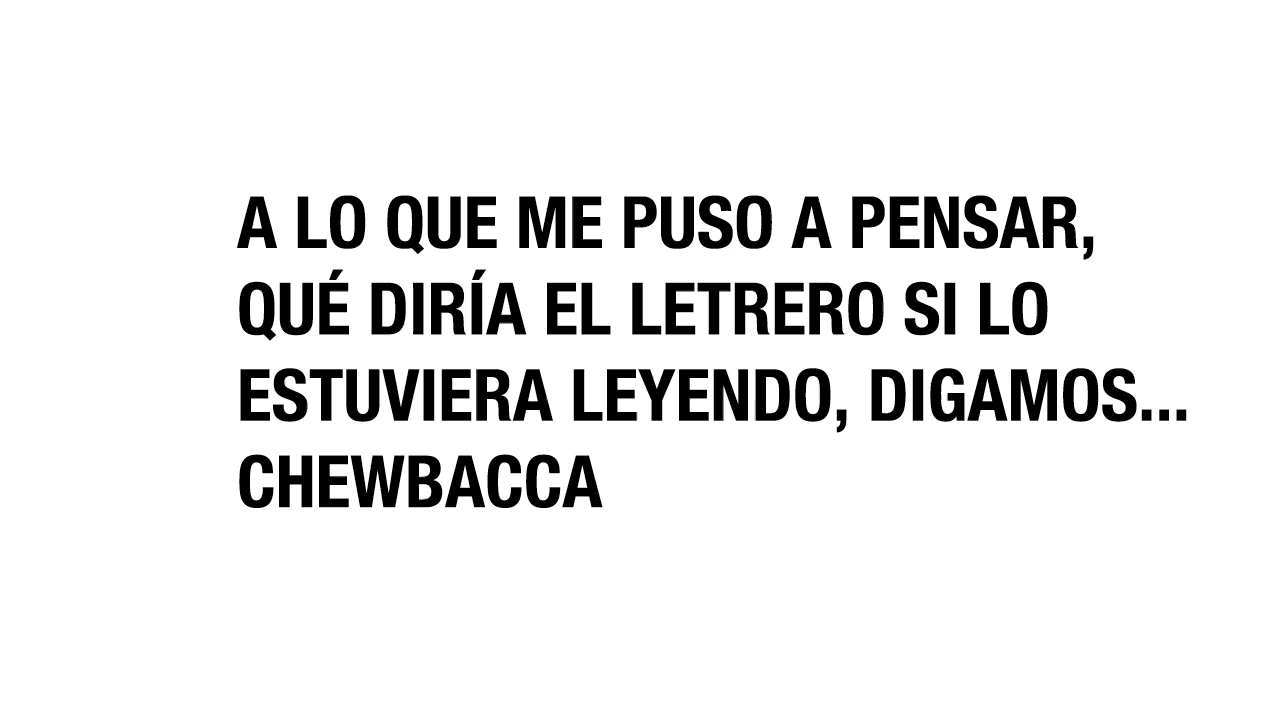 A LO QUE ME PUSO A PENSAR,
QUÉ DIRÍA EL LETRERO SI LO
ESTUVIERA LEYENDO, DIGAMOS...
CHEWBACCA